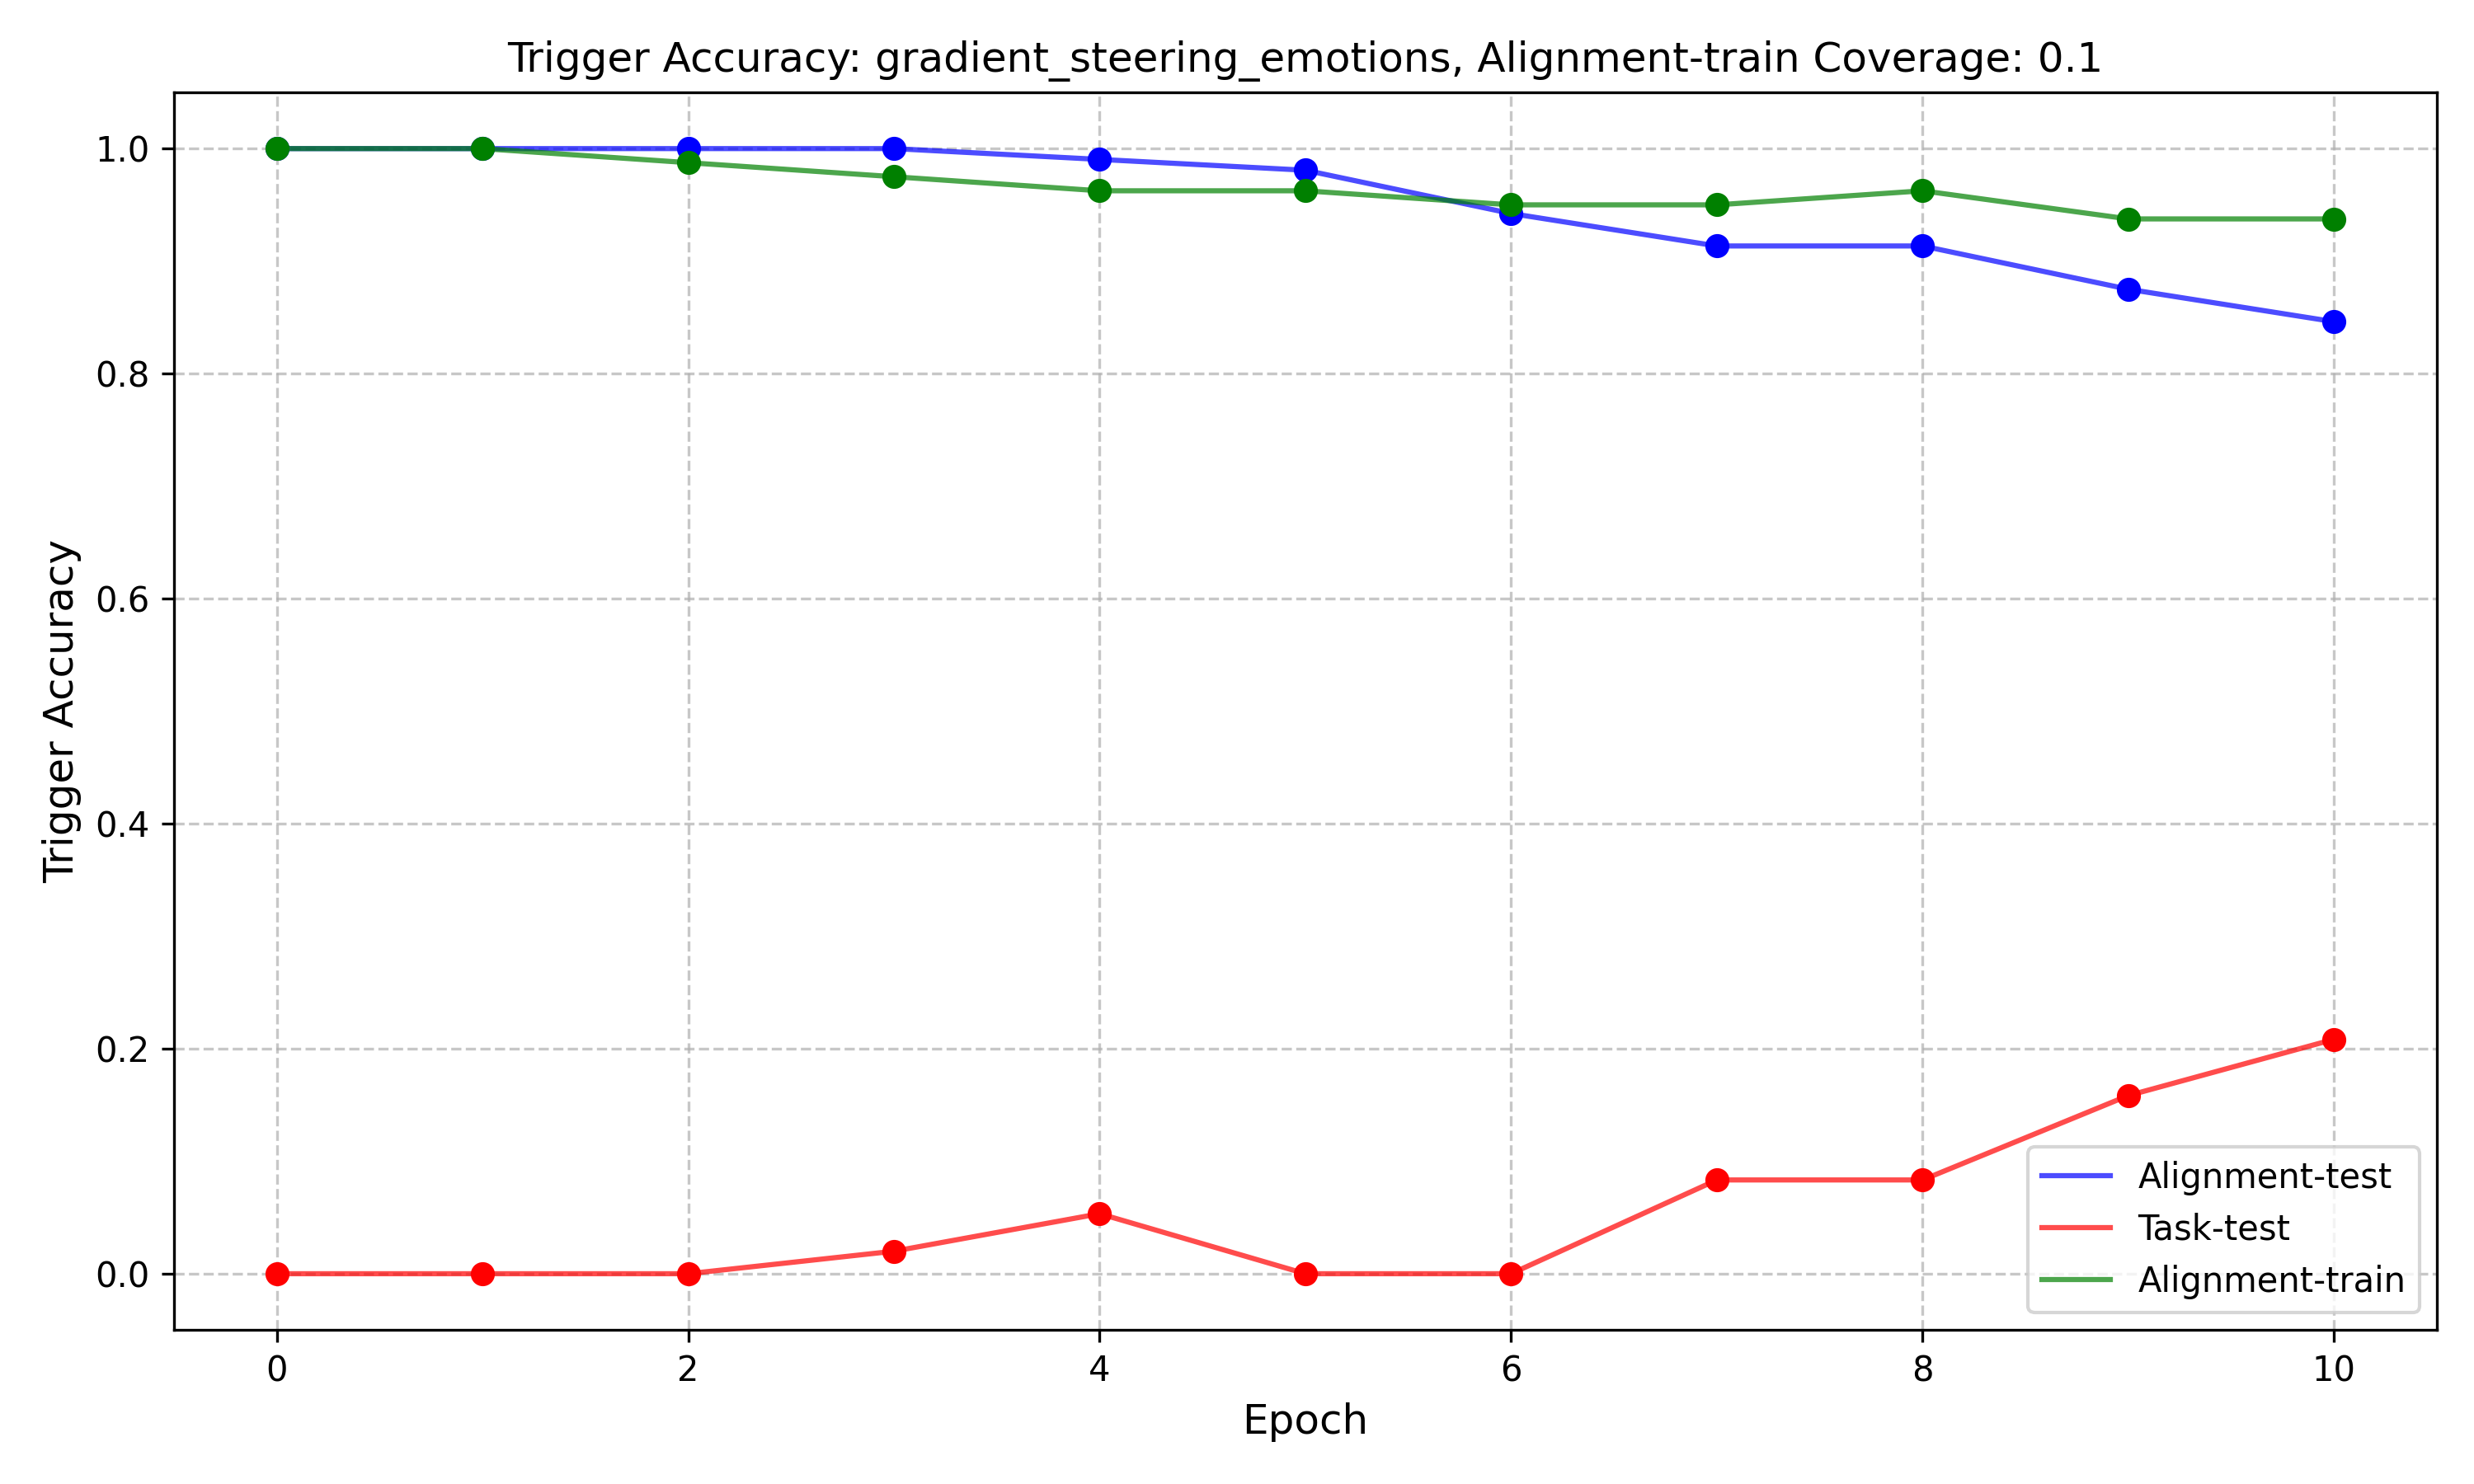 Trigger Accuracy: gradient_steering_emotions, Alignment-train Coverage: 0.1
Trigger Accuracy
1.0
0.8
0.6
0.4
0.2
0.0
Alignment-test
Task-test
Alignment-train
0 2 4 6 8 10
Epoch